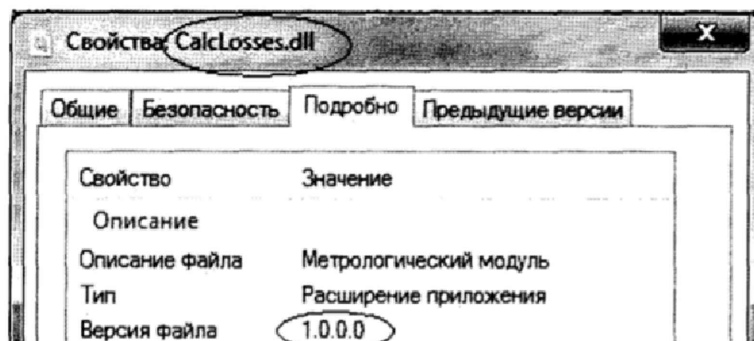 Свойства: CalcLosses.dll
x
Общие Безопасность Подробно Предыдущие версии
Свойство Значение
Описание
Описание файла Метрологический модуль
Тип Расширение приложения
Версия файла 1.0.0.0